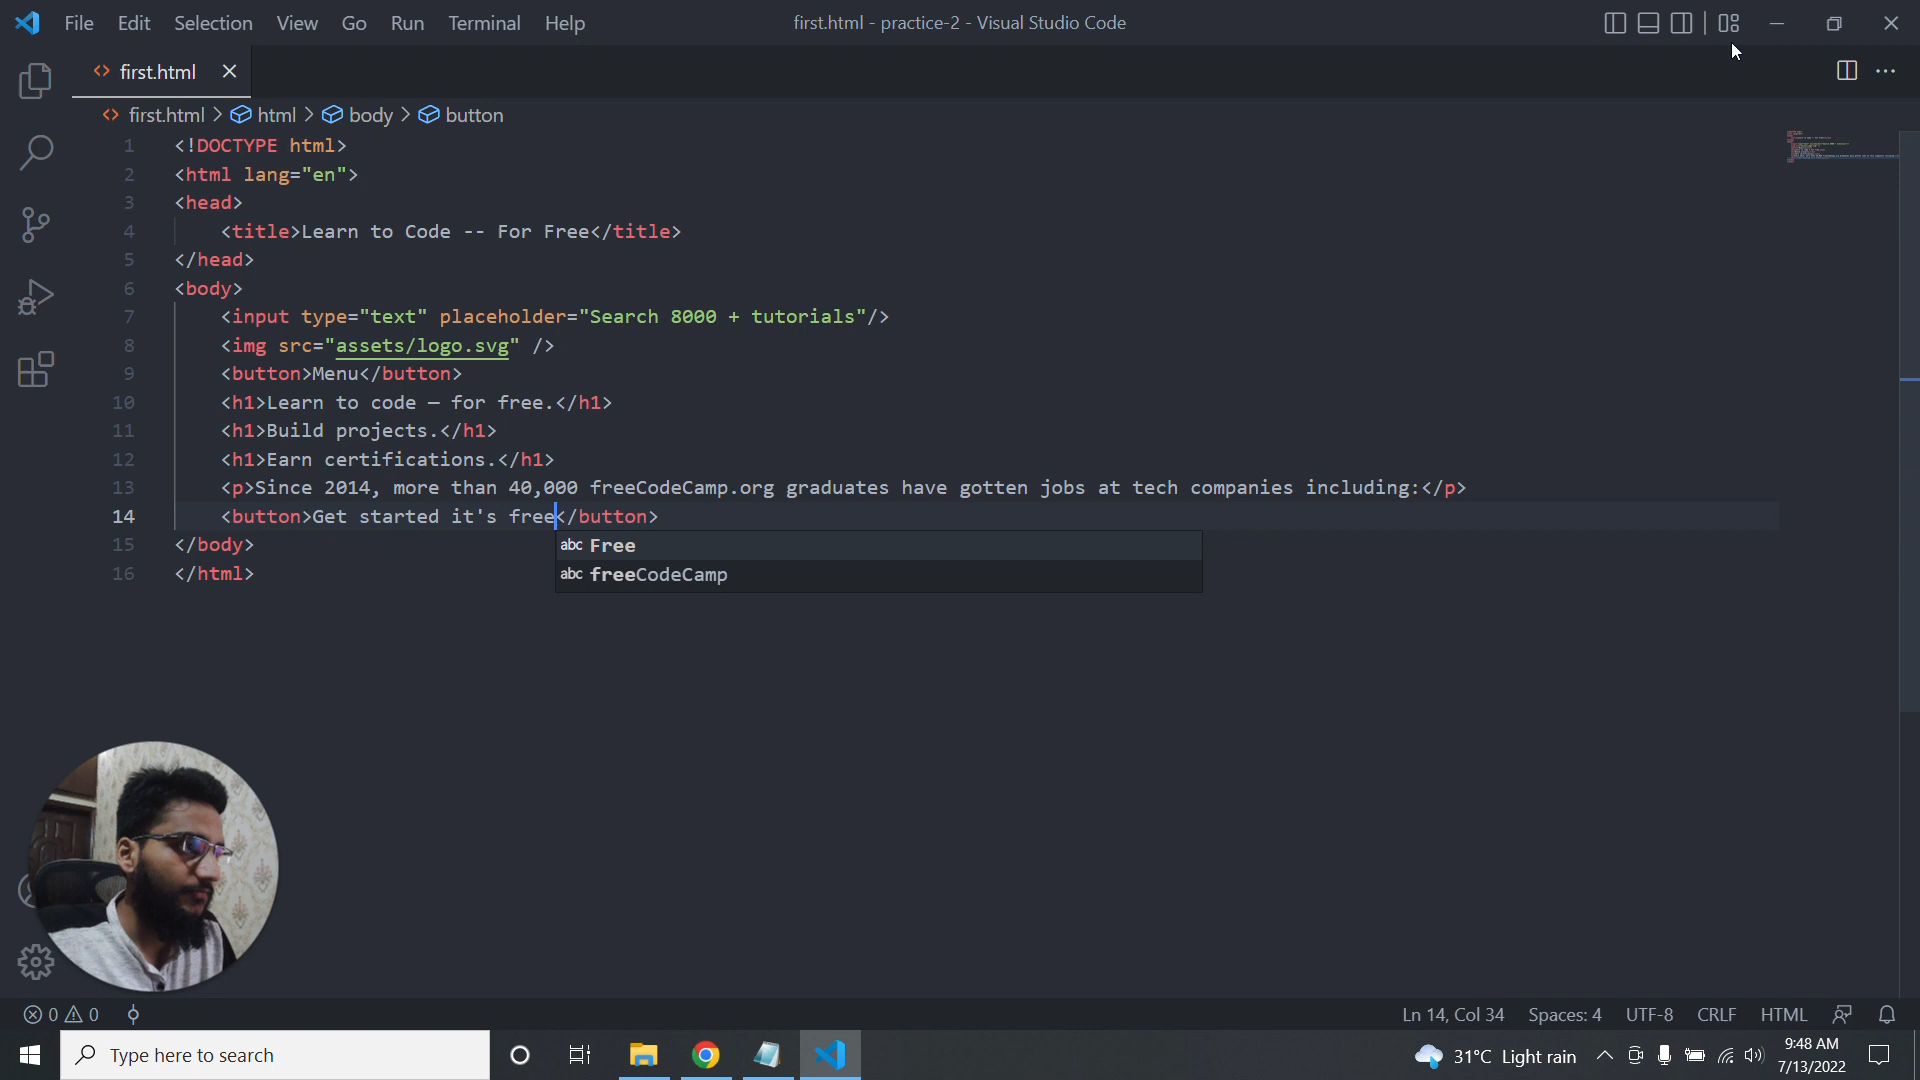 File Edit Selection View Go Run Terminal Help first.html - practice-2 - Visual Studio Code
first.html
first.html > html > body > button
1 <!DOCTYPE html>
2 <html lang="en">
3 <head>
4 <title>Learn to Code -- For Free</title>
5 </head>
6 <body>
7 <input type="text" placeholder="Search 8000 + tutorials"/>
8 <img src="assets/logo.svg" />
9 <button>Menu</button>
10 <h1>Learn to code — for free.</h1>
11 <h1>Build projects.</h1>
12 <h1>Earn certifications.</h1>
13 <p>Since 2014, more than 40,000 freeCodeCamp.org graduates have gotten jobs at tech companies including:</p>
14 <button>Get started it's free</button>
15 </body>
abc Free
16 </html>
abc freeCodeCamp
0 0 Ln 14, Col 34 Spaces: 4 UTF-8 CRLF HTML
Type here to search 31°C Light rain 9:48 AM
7/13/2022